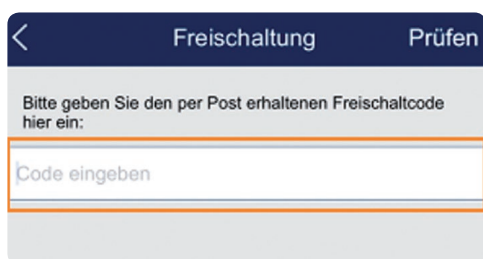 Freischaltung Prüfen
Bitte geben Sie den per Post erhaltenen Freischaltcode
hier ein:
Code eingeben